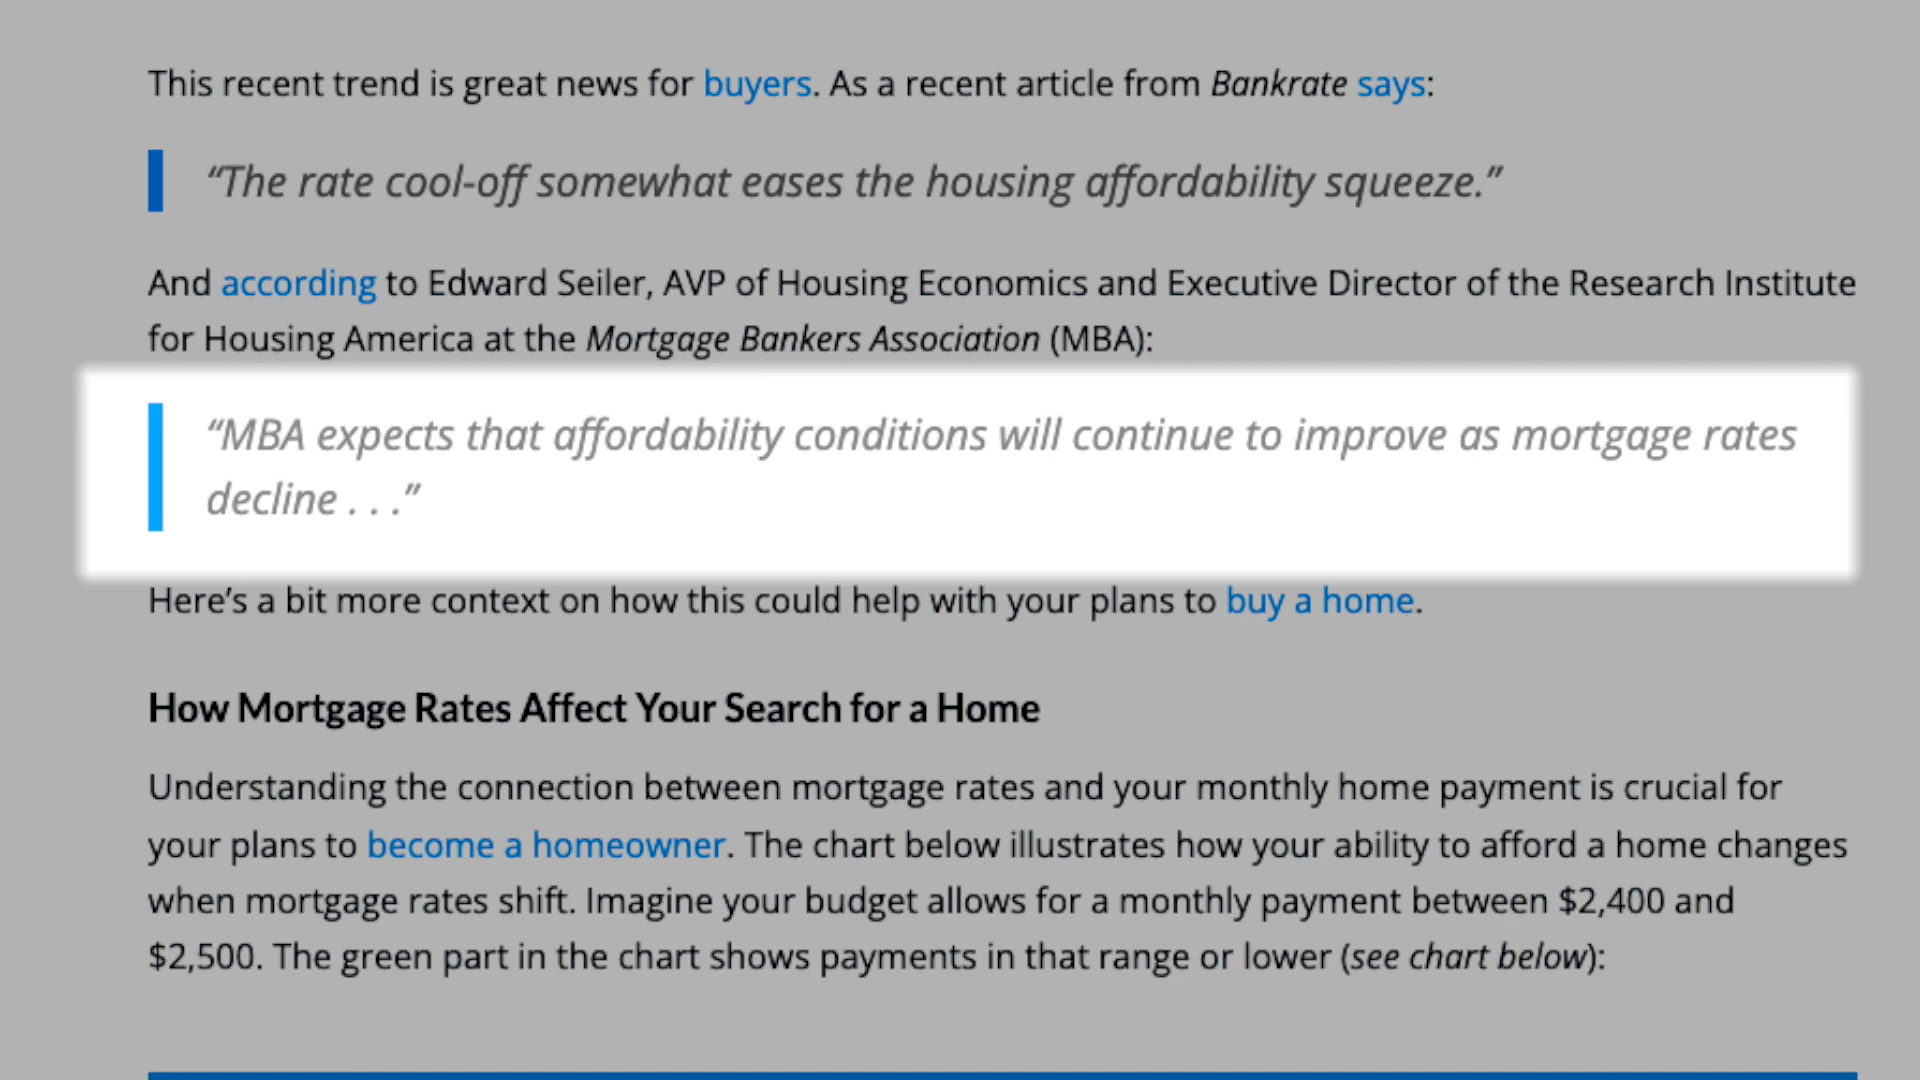 This recent trend is great news for buyers. As a recent article from Bankrate says:
“The rate cool-off somewhat eases the housing affordability squeeze.”
And according to Edward Seiler, AVP of Housing Economics and Executive Director of the Research Institute
for Housing America at the Mortgage Bankers Association (MBA):
“MBA expects that affordability conditions will continue to improve as mortgage rates
decline . . .”
Here’s a bit more context on how this could help with your plans to buy a home.
How Mortgage Rates Affect Your Search for a Home
Understanding the connection between mortgage rates and your monthly home payment is crucial for
your plans to become a homeowner. The chart below illustrates how your ability to afford a home changes
when mortgage rates shift. Imagine your budget allows for a monthly payment between $2,400 and
$2,500. The green part in the chart shows payments in that range or lower (see chart below):